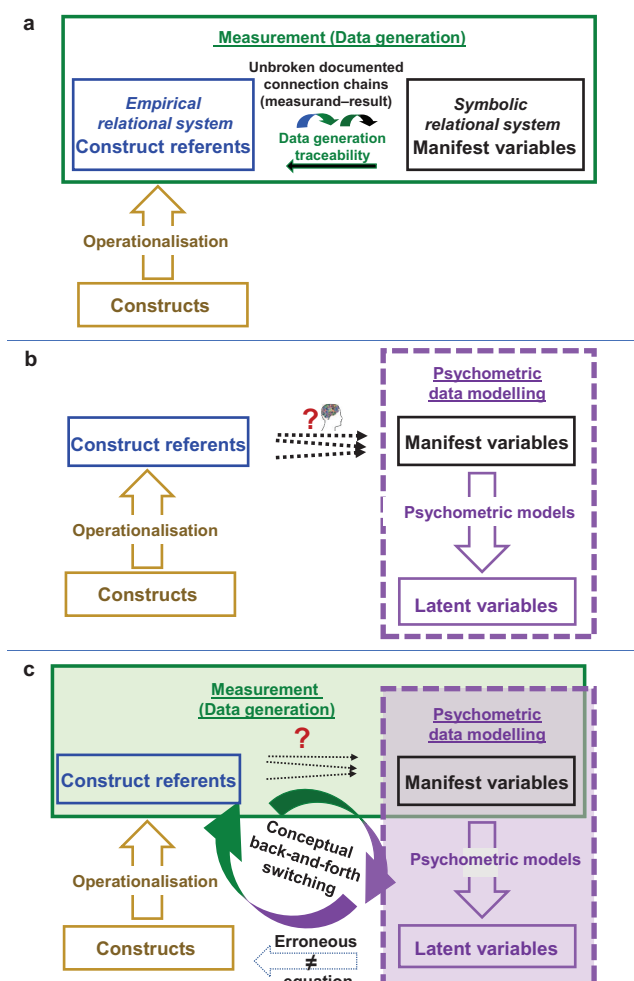 a
Measurement (Data generation)
Unbroken documented
connection chains
(measurand–result)
Empirical
relational system
Construct referents
Data generation
traceability
Symbolic
relational system
Manifest variables
Operationalisation
Constructs
b
Psychometric
data modelling
?
Construct referents
Manifest variables
Operationalisation
Psychometric models
Constructs
Latent variables
c
Measurement
(Data generation)
Psychometric
data modelling
?
Construct referents
Manifest variables
Conceptual
back-and-forth
switching
Operationalisation
Psychometric models
Constructs
Erroneous
≠
equation
Latent variables